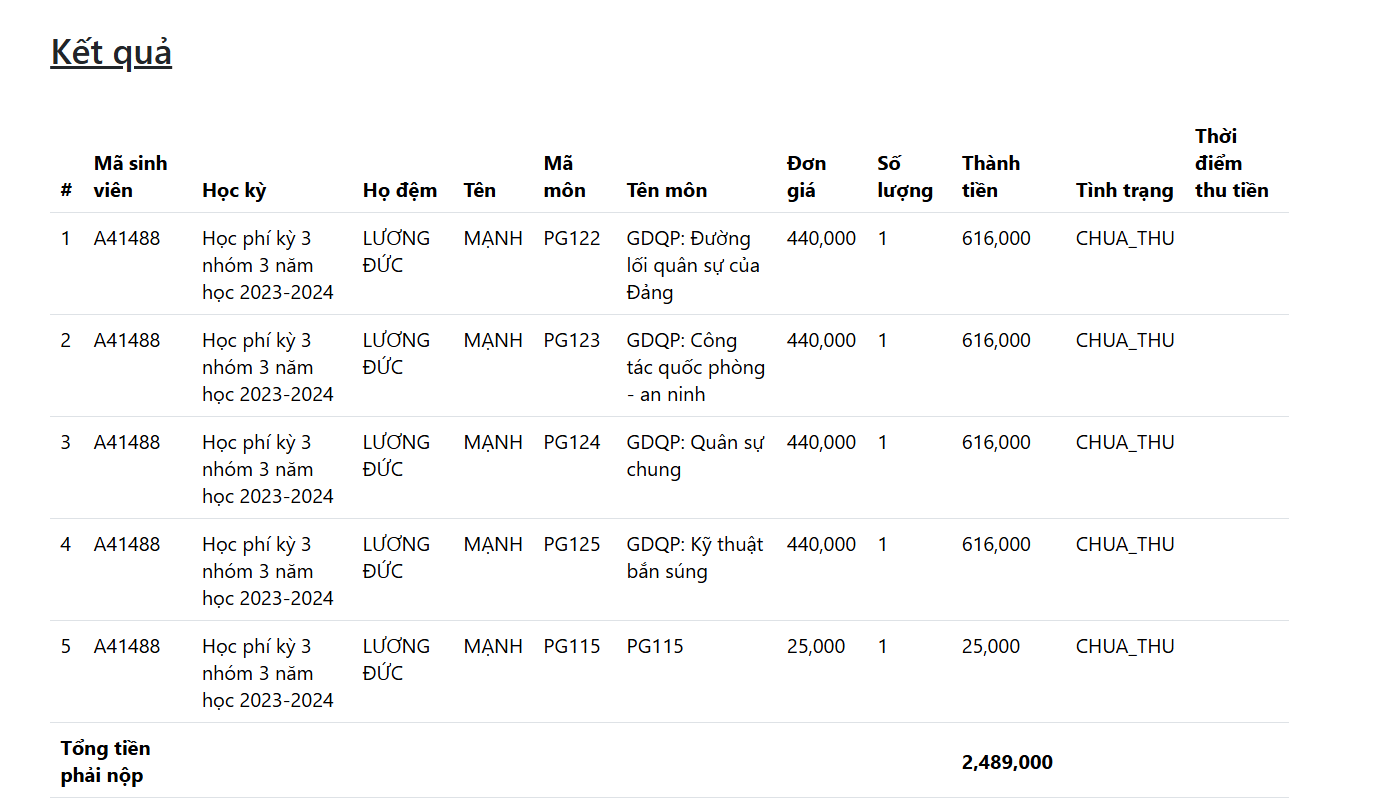 Kết quả
# Mã sinh viên Học kỳ Họ đệm Tên Mã môn Tên môn Đơn giá Số lượng Thành tiền Tình trạng Thời điểm thu tiền
1 A41488 Học phí kỳ 3 nhóm 3 năm học 2023-2024 LƯƠNG ĐỨC MẠNH PG122 GDQP: Đường lối quân sự của Đảng 440,000 1 616,000 CHUA_THU
2 A41488 Học phí kỳ 3 nhóm 3 năm học 2023-2024 LƯƠNG ĐỨC MẠNH PG123 GDQP: Công tác quốc phòng - an ninh 440,000 1 616,000 CHUA_THU
3 A41488 Học phí kỳ 3 nhóm 3 năm học 2023-2024 LƯƠNG ĐỨC MẠNH PG124 GDQP: Quân sự chung 440,000 1 616,000 CHUA_THU
4 A41488 Học phí kỳ 3 nhóm 3 năm học 2023-2024 LƯƠNG ĐỨC MẠNH PG125 GDQP: Kỹ thuật bắn súng 440,000 1 616,000 CHUA_THU
5 A41488 Học phí kỳ 3 nhóm 3 năm học 2023-2024 LƯƠNG ĐỨC MẠNH PG115 PG115 25,000 1 25,000 CHUA_THU
Tổng tiền phải nộp 2,489,000